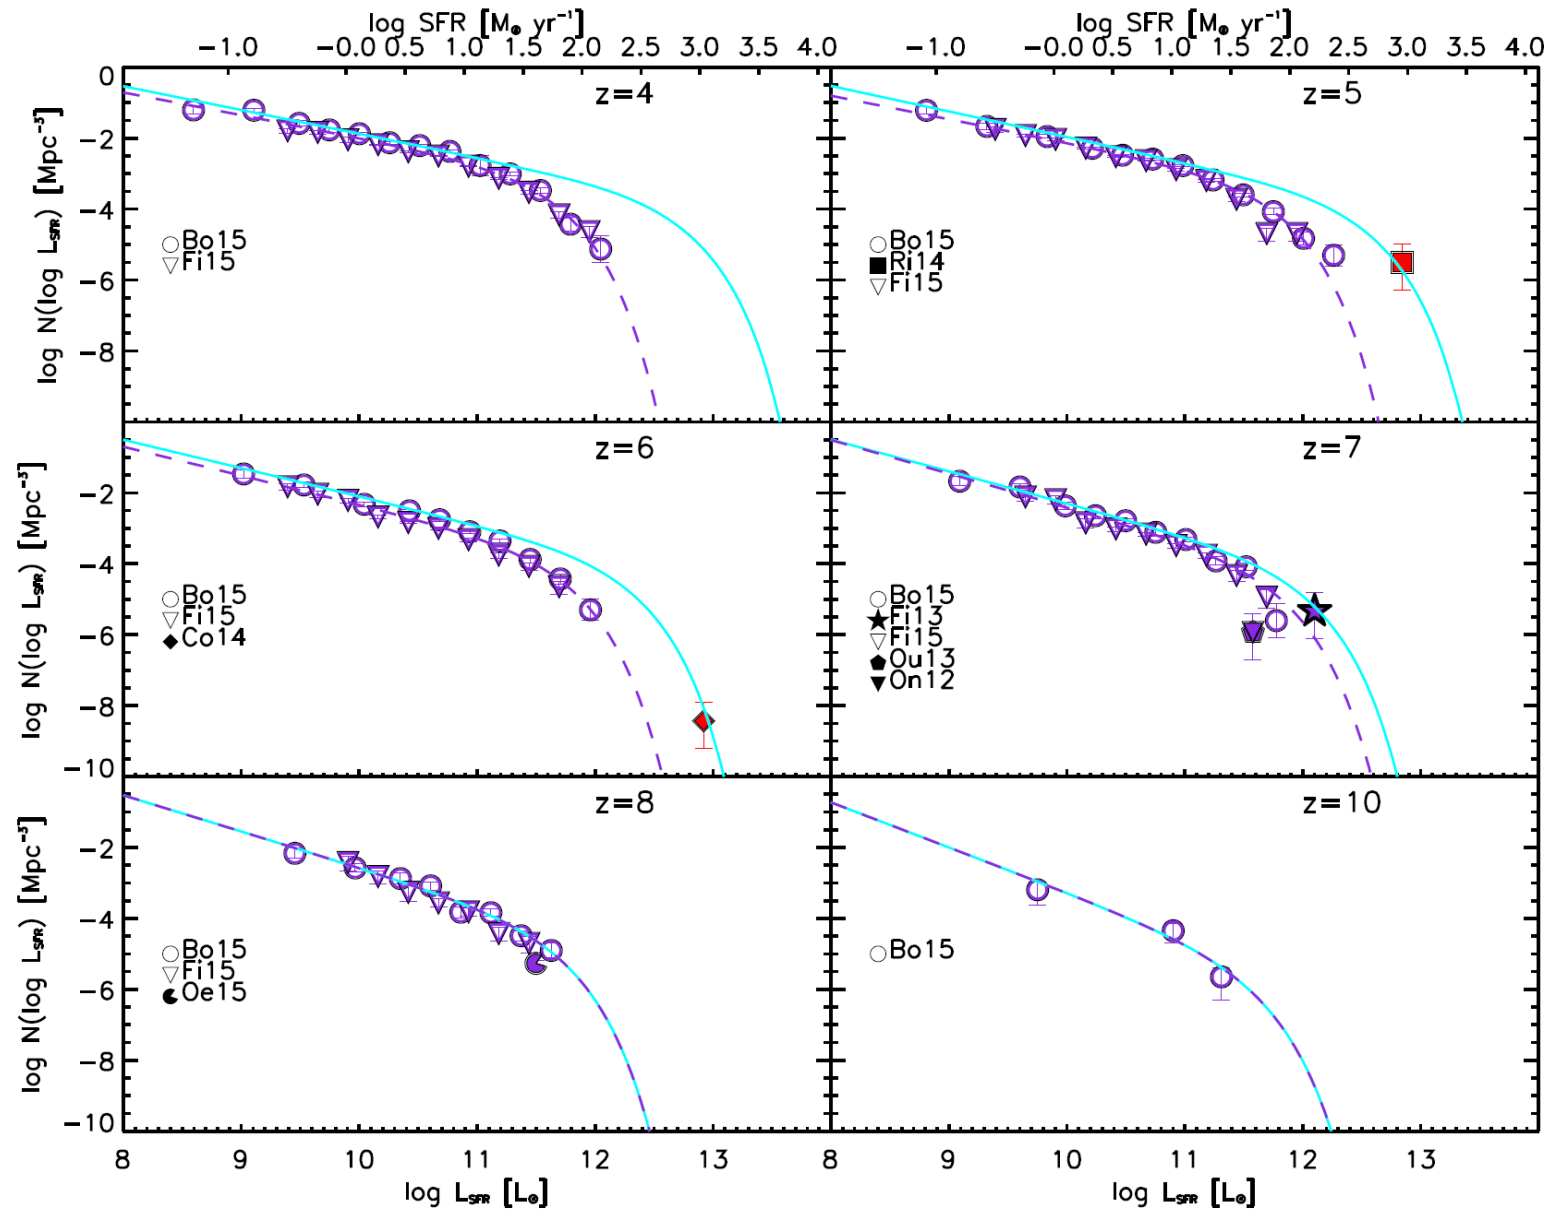 log SFR [M⊙ yr⁻¹] log SFR [M⊙ yr⁻¹]
−1.0 −0.0 0.5 1.0 1.5 2.0 2.5 3.0 3.5 4.0 −1.0 −0.0 0.5 1.0 1.5 2.0 2.5 3.0 3.5 4.0
log N(log L_SFR) [Mpc⁻³]
0
−2
−4
−6
−8
z=4
Bo15
Fi15
z=5
Bo15
Ri14
Fi15
log N(log L_SFR) [Mpc⁻³]
−2
−4
−6
−8
−10
z=6
Bo15
Fi15
Co14
z=7
Bo15
Fi13
Fi15
Ou13
On12
log N(log L_SFR) [Mpc⁻³]
−2
−4
−6
−8
−10
z=8
Bo15
Fi15
Oe15
z=10
Bo15
8 9 10 11 12 13 8 9 10 11 12 13
log L_SFR [L⊙] log L_SFR [L⊙]